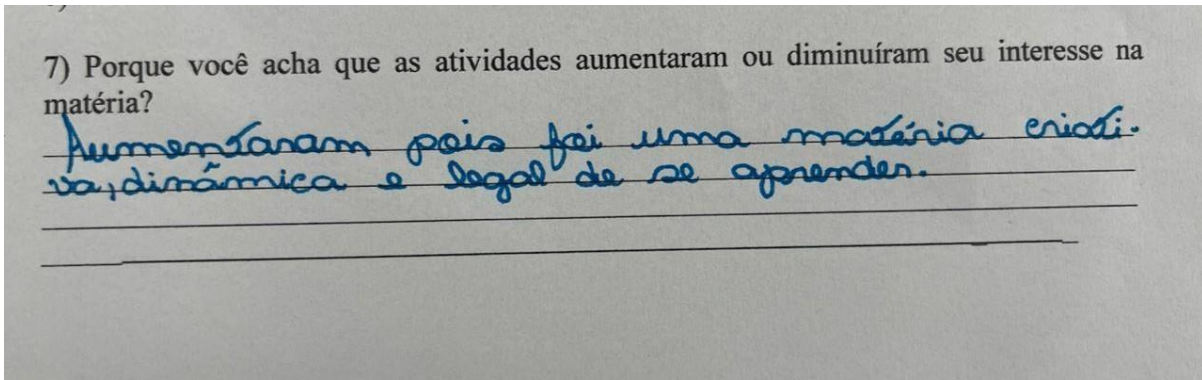 7) Porque você acha que as atividades aumentaram ou diminuíram seu interesse na
matéria?
Aumentaram pois foi uma matéria criati-
va, dinâmica e legal de se aprender.